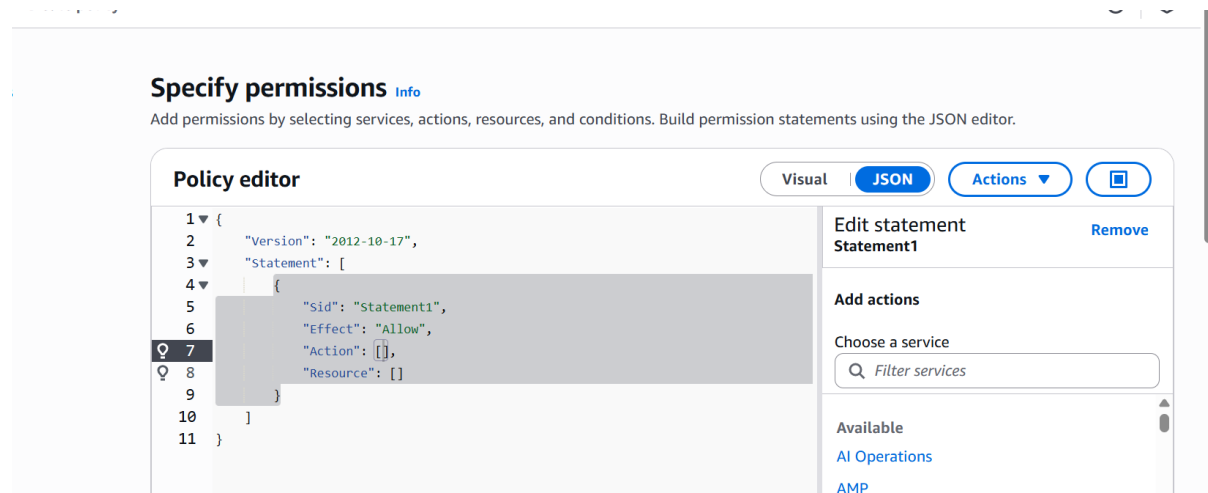 Specify permissions Info
Add permissions by selecting services, actions, resources, and conditions. Build permission statements using the JSON editor.
Policy editor
Visual
JSON
Actions
1 {
2 "Version": "2012-10-17",
3 "Statement": [
4 {
5 "Sid": "Statement1",
6 "Effect": "Allow",
7 "Action": [],
8 "Resource": []
9 }
10 ]
11 }
Edit statement
Statement1
Remove
Add actions
Choose a service
Filter services
Available
AI Operations
AMP